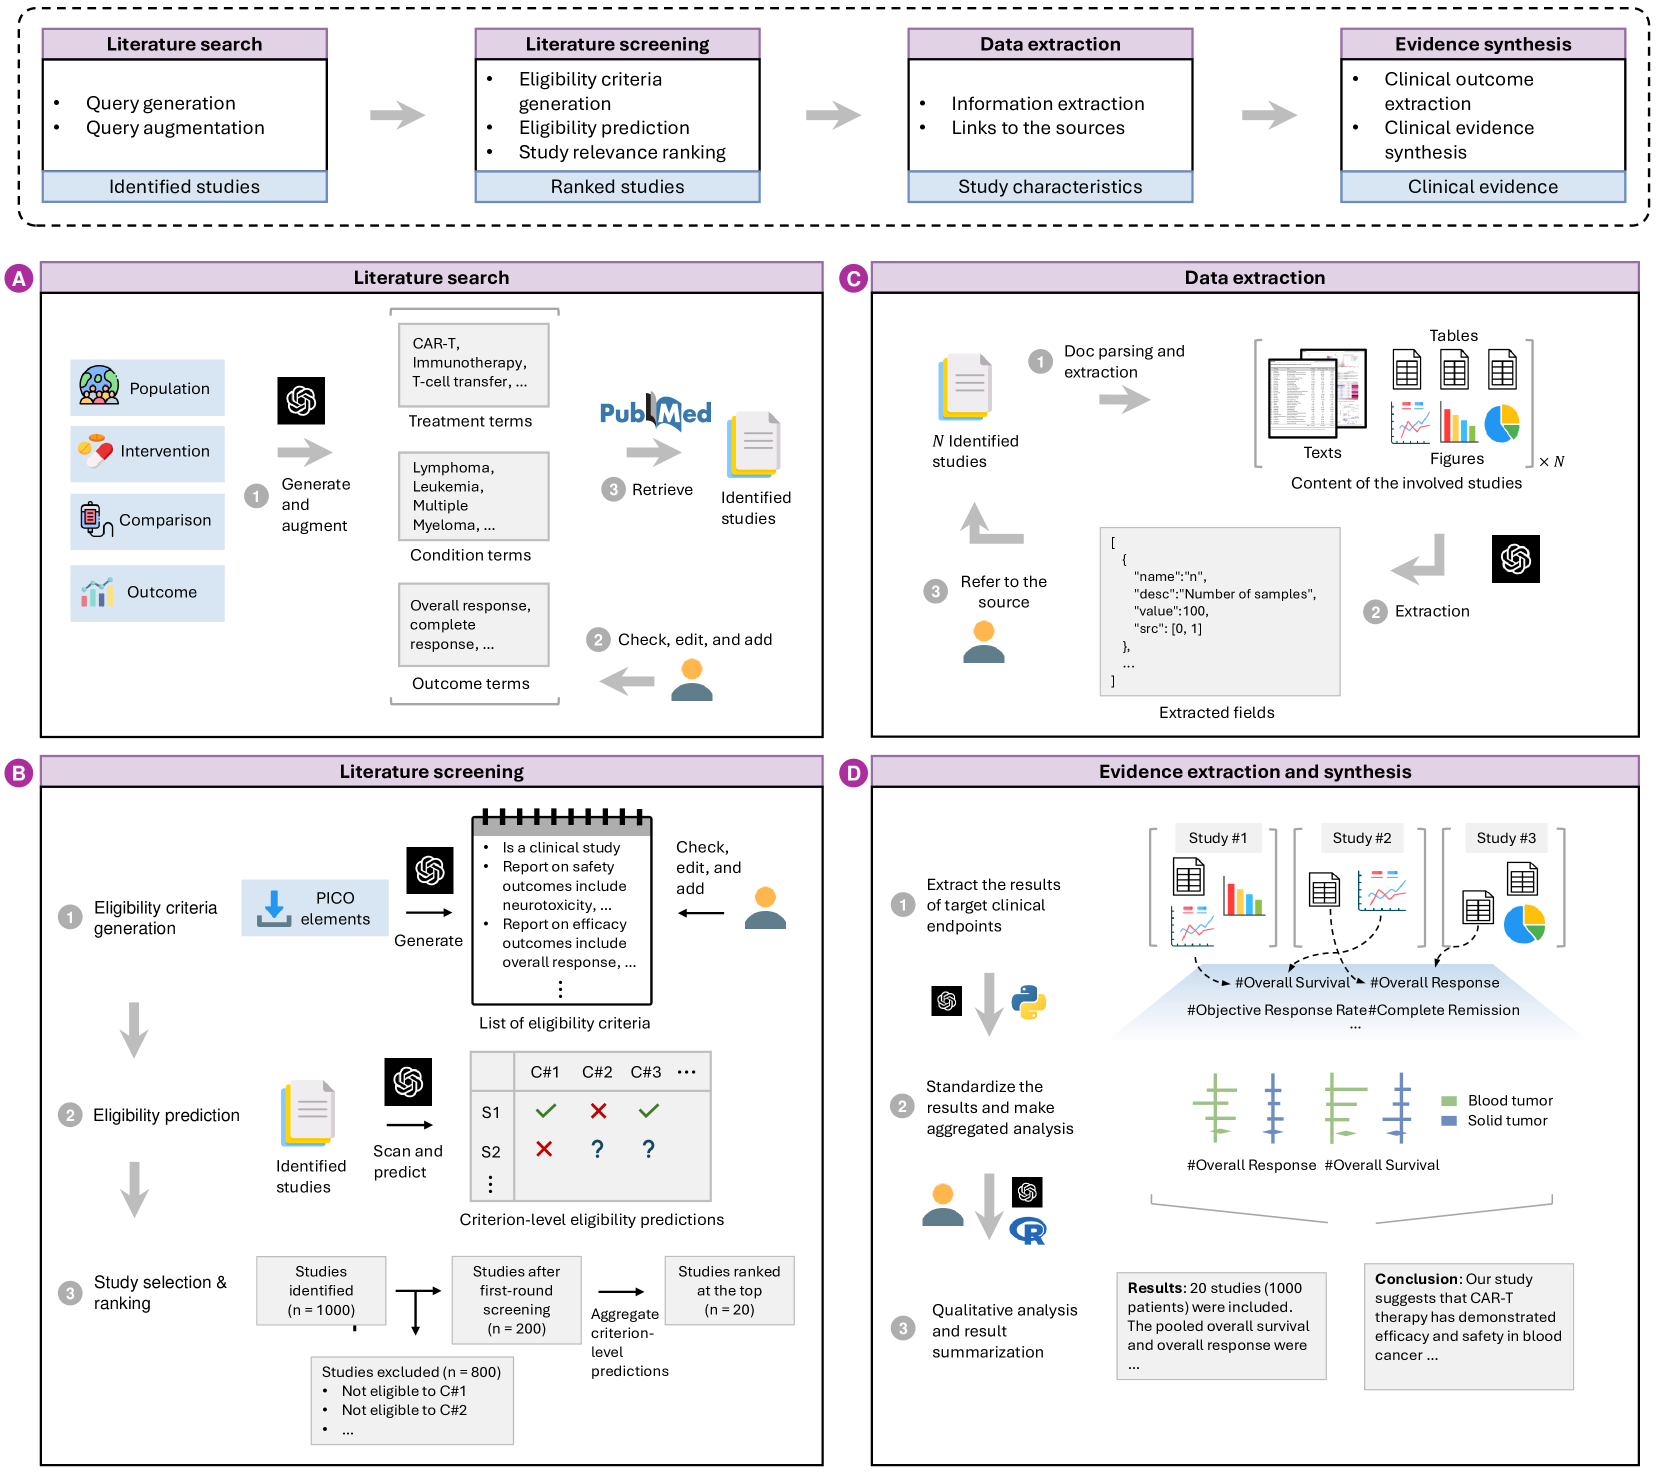 Literature search
• Query generation
• Query augmentation
Identified studies
Literature screening
• Eligibility criteria
generation
• Eligibility prediction
• Study relevance ranking
Ranked studies
Data extraction
• Information extraction
• Links to the sources
Study characteristics
Evidence synthesis
• Clinical outcome
extraction
• Clinical evidence
synthesis
Clinical evidence
A
Literature search
Population
Intervention
Comparison
Outcome
1 Generate
and
augment
CAR-T,
Immunotherapy,
T-cell transfer, ...
Treatment terms
Lymphoma,
Leukemia,
Multiple
Myeloma, ...
Condition terms
Overall response,
complete
response, ...
Outcome terms
PubMed
3 Retrieve
Identified
studies
2 Check, edit, and add
B
Literature screening
1 Eligibility criteria
generation
PICO
elements
Generate
• Is a clinical study
• Report on safety
outcomes include
neurotoxicity, ...
• Report on efficacy
outcomes include
overall response, ...
⋮
List of eligibility criteria
Check,
edit, and
add
2 Eligibility prediction
Identified
studies
Scan and
predict
C#1 C#2 C#3 ...
S1 ✓ ✗ ✓
S2 ✗ ? ?
⋮
Criterion-level eligibility predictions
3 Study selection &
ranking
Studies
identified
(n = 1000)
Studies after
first-round
screening
(n = 200)
Aggregate
criterion-
level
predictions
Studies ranked
at the top
(n = 20)
Studies excluded (n = 800)
• Not eligible to C#1
• Not eligible to C#2
• ...
C
Data extraction
N Identified
studies
1 Doc parsing and
extraction
Tables
Texts
Figures
× N
Content of the involved studies
2 Extraction
[
{
"name":"n",
"desc":"Number of samples",
"value":100,
"src": [0, 1]
},
...
]
Extracted fields
3 Refer to the
source
D
Evidence extraction and synthesis
1 Extract the results
of target clinical
endpoints
Study #1
Study #2
Study #3
#Overall Survival #Overall Response
#Objective Response Rate#Complete Remission
...
2 Standardize the
results and make
aggregated analysis
Blood tumor
Solid tumor
#Overall Response #Overall Survival
R
3 Qualitative analysis
and result
summarization
Results: 20 studies (1000
patients) were included.
The pooled overall survival
and overall response were
...
Conclusion: Our study
suggests that CAR-T
therapy has demonstrated
efficacy and safety in blood
cancer ...